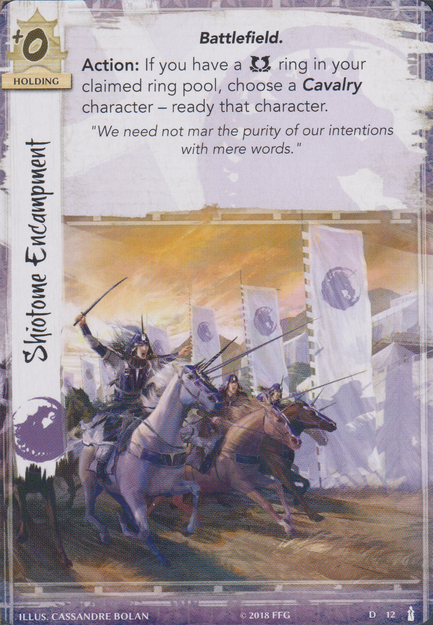 +0
HOLDING
Battlefield.
Action: If you have a ring in your
claimed ring pool, choose a Cavalry
character – ready that character.
"We need not mar the purity of our intentions
with mere words."
Shiotome Encampment
ILLUS. CASSANDRE BOLAN © 2018 FFG D 12